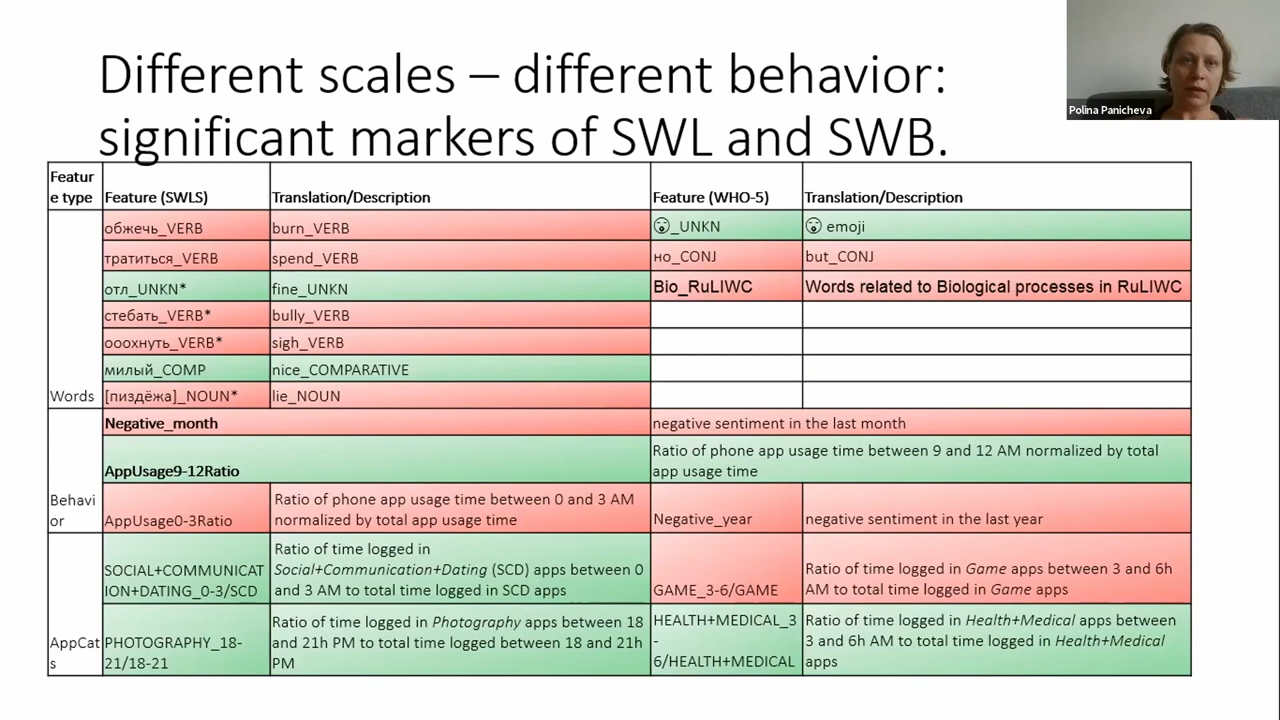 Different scales – different behavior:
significant markers of SWL and SWB.
Polina Panicheva
Featur
e type
Feature (SWLS)
Translation/Description
Feature (WHO-5)
Translation/Description
Words
обжечь_VERB
burn_VERB
😮_UNKN
😮 emoji
тратиться_VERB
spend_VERB
но_CONJ
but_CONJ
отл_UNKN*
fine_UNKN
Bio_RuLIWC
Words related to Biological processes in RuLIWC
стебать_VERB*
bully_VERB
ооохнуть_VERB*
sigh_VERB
милый_COMP
nice_COMPARATIVE
[пиздёжа]_NOUN*
lie_NOUN
Behavi
or
Negative_month
negative sentiment in the last month
AppUsage9-12Ratio
Ratio of phone app usage time between 9 and 12 AM normalized by total
app usage time
AppUsage0-3Ratio
Ratio of phone app usage time between 0 and 3 AM
normalized by total app usage time
Negative_year
negative sentiment in the last year
AppCat
s
SOCIAL+COMMUNICAT
ION+DATING_0-3/SCD
Ratio of time logged in
Social+Communication+Dating (SCD) apps between 0
and 3 AM to total time logged in SCD apps
GAME_3-6/GAME
Ratio of time logged in Game apps between 3 and 6h
AM to total time logged in Game apps
PHOTOGRAPHY_18-
21/18-21
Ratio of time logged in Photography apps between 18
and 21h PM to total time logged between 18 and 21h
PM
HEALTH+MEDICAL_3
-
6/HEALTH+MEDICAL
Ratio of time logged in Health+Medical apps between
3 and 6h AM to total time logged in Health+Medical
apps